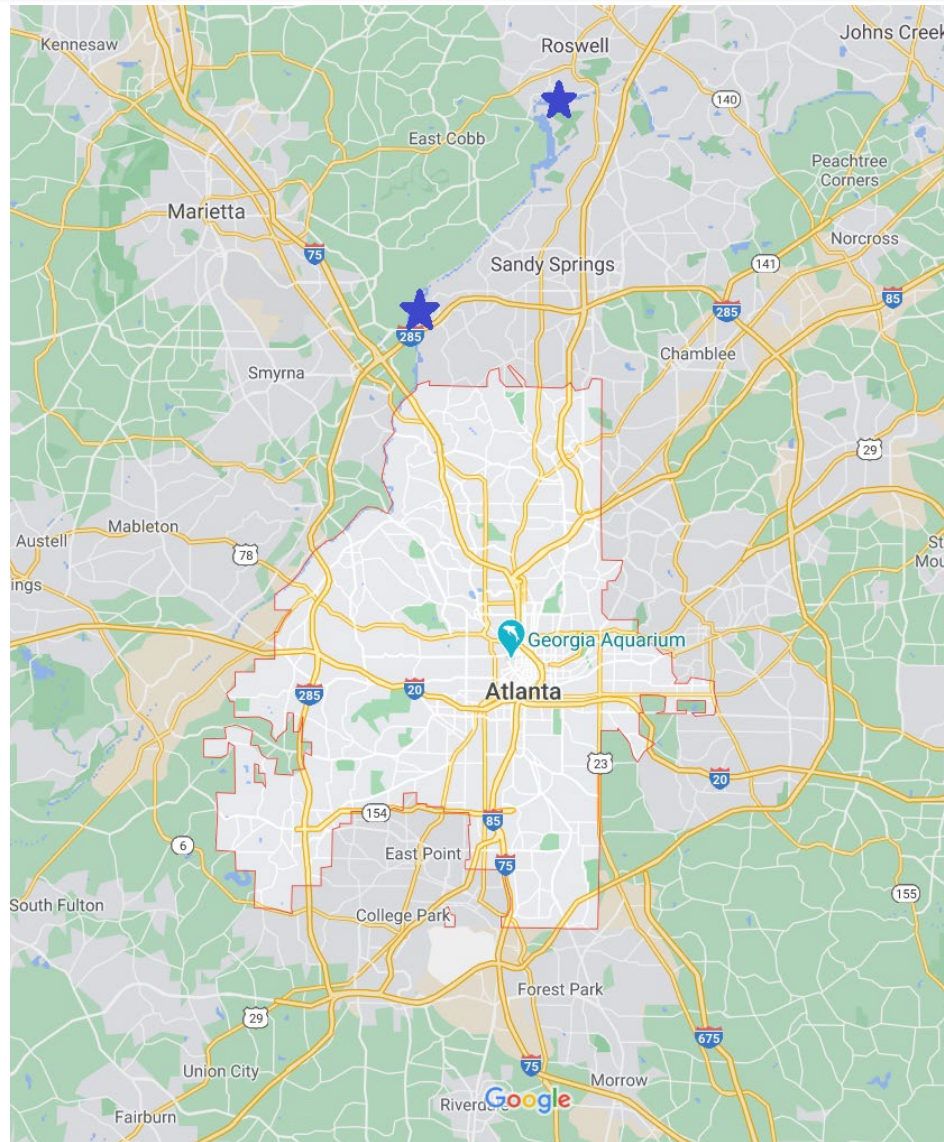 Kennesaw
Roswell
Johns Creek
140
East Cobb
Peachtree
Corners
Marietta
Norcross
75
Sandy Springs
141
85
285
285
Chamblee
Smyrna
29
Mableton
Austell
78
St
Mou
ings
Georgia Aquarium
Atlanta
20
285
23
20
154
85
East Point
6
75
155
South Fulton
College Park
Forest Park
29
675
Union City
75
Morrow
Google
Riverda
Fairburn